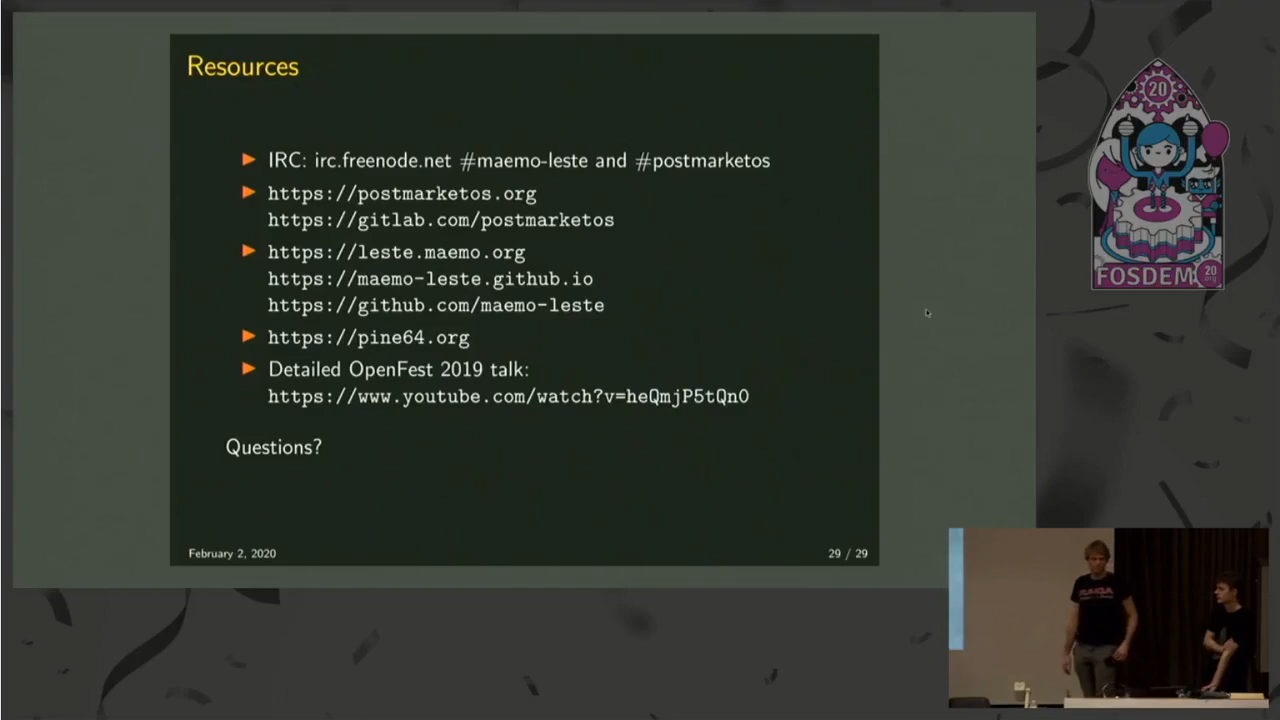 Resources
IRC: irc.freenode.net #maemo-leste and #postmarketos
https://postmarketos.org
https://gitlab.com/postmarketos
https://leste.maemo.org
https://maemo-leste.github.io
https://github.com/maemo-leste
https://pine64.org
Detailed OpenFest 2019 talk:
https://www.youtube.com/watch?v=heQmjP5tQn0
Questions?
February 2, 2020
29 / 29
20
FOSDEM
20
org